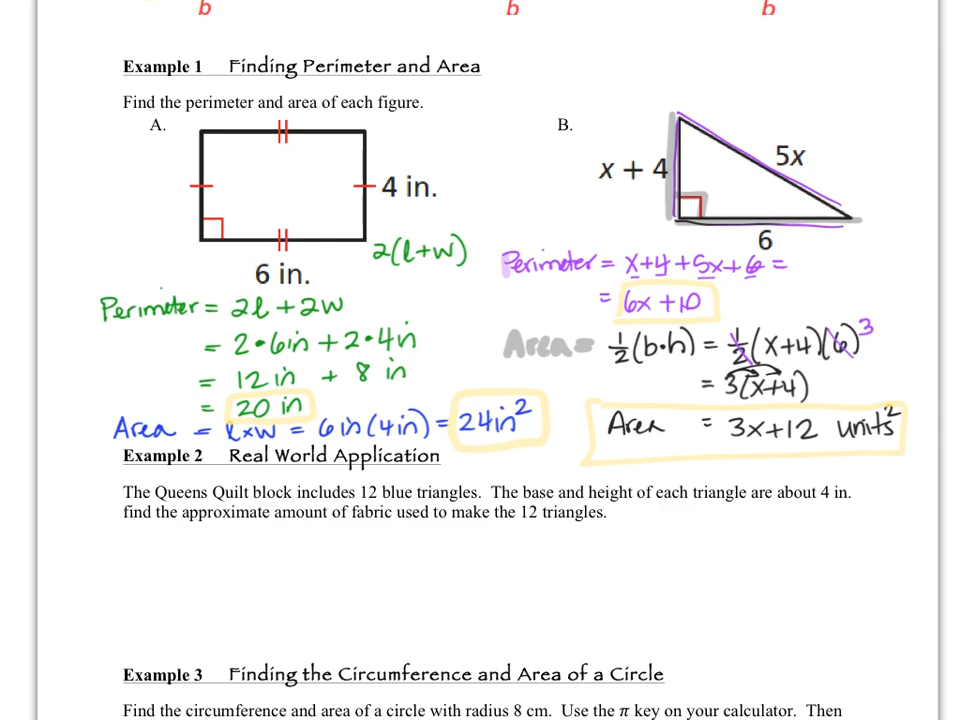 b b b
Example 1 Finding Perimeter and Area
Find the perimeter and area of each figure.
A. B.
x + 4 5x
4 in.
6
2(l+w)
6 in.
Perimeter = x+4+5x+6 =
= 6x+10
Perimeter = 2l+2w
= 2•6in+2•4in
= 12in + 8in
= 20 in
Area = lxw = 6in(4in) = 24in²
Area = ½(b•h) = ½(x+4)(6)³
= 3(x+4)
Area = 3x+12 units²
Example 2 Real World Application
The Queens Quilt block includes 12 blue triangles. The base and height of each triangle are about 4 in.
find the approximate amount of fabric used to make the 12 triangles.
Example 3 Finding the Circumference and Area of a Circle
Find the circumference and area of a circle with radius 8 cm. Use the π key on your calculator. Then